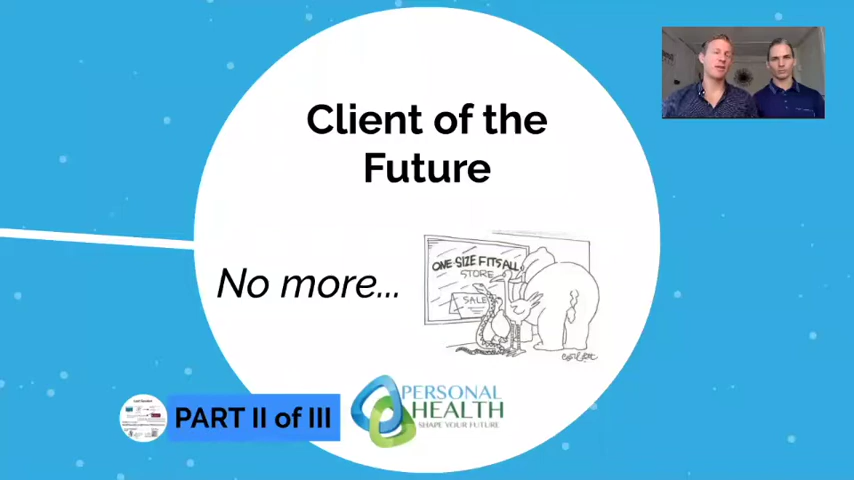 Client of the
Future
No more...
ONE-SIZE FITS ALL
STORE
SALE
PART II of III
PERSONAL
HEALTH
SHAPE YOUR FUTURE